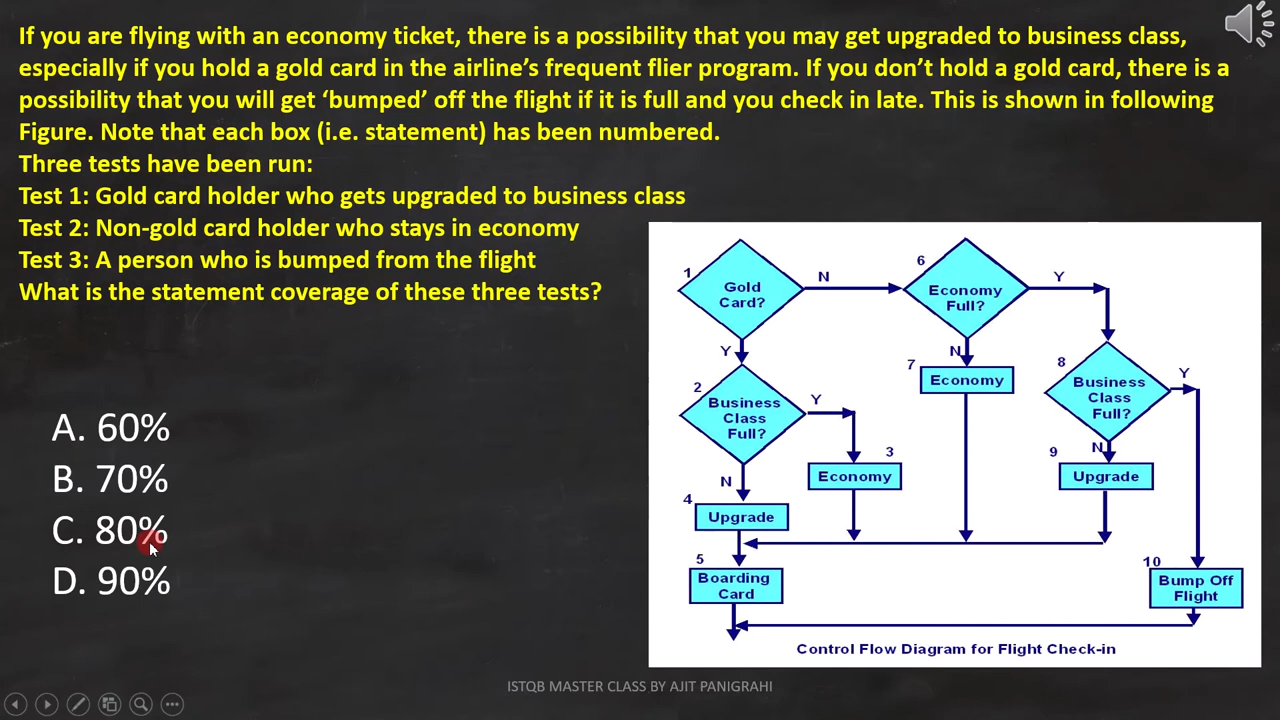 If you are flying with an economy ticket, there is a possibility that you may get upgraded to business class,
especially if you hold a gold card in the airline’s frequent flier program. If you don’t hold a gold card, there is a
possibility that you will get ‘bumped’ off the flight if it is full and you check in late. This is shown in following
Figure. Note that each box (i.e. statement) has been numbered.
Three tests have been run:
Test 1: Gold card holder who gets upgraded to business class
Test 2: Non-gold card holder who stays in economy
Test 3: A person who is bumped from the flight
What is the statement coverage of these three tests?
A. 60%
B. 70%
C. 80%
D. 90%
1
Gold
Card?
N
Y
6
Economy
Full?
Y
N
2
Business
Class
Full?
Y
N
3
Economy
7
Economy
8
Business
Class
Full?
Y
N
9
Upgrade
4
Upgrade
5
Boarding
Card
10
Bump Off
Flight
Control Flow Diagram for Flight Check-in
ISTQB MASTER CLASS BY AJIT PANIGRAHI